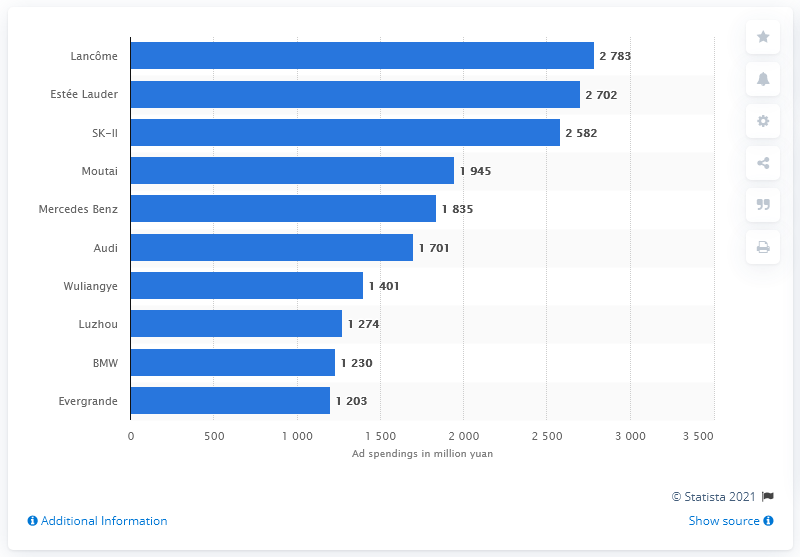 Lancôme 2 783
Estée Lauder 2 702
SK-II 2 582
Moutai 1 945
Mercedes Benz 1 835
Audi 1 701
Wuliangye 1 401
Luzhou 1 274
BMW 1 230
Evergrande 1 203
0 500 1 000 1 500 2 000 2 500 3 000 3 500
Ad spendings in million yuan
© Statista 2021
Additional Information Show source